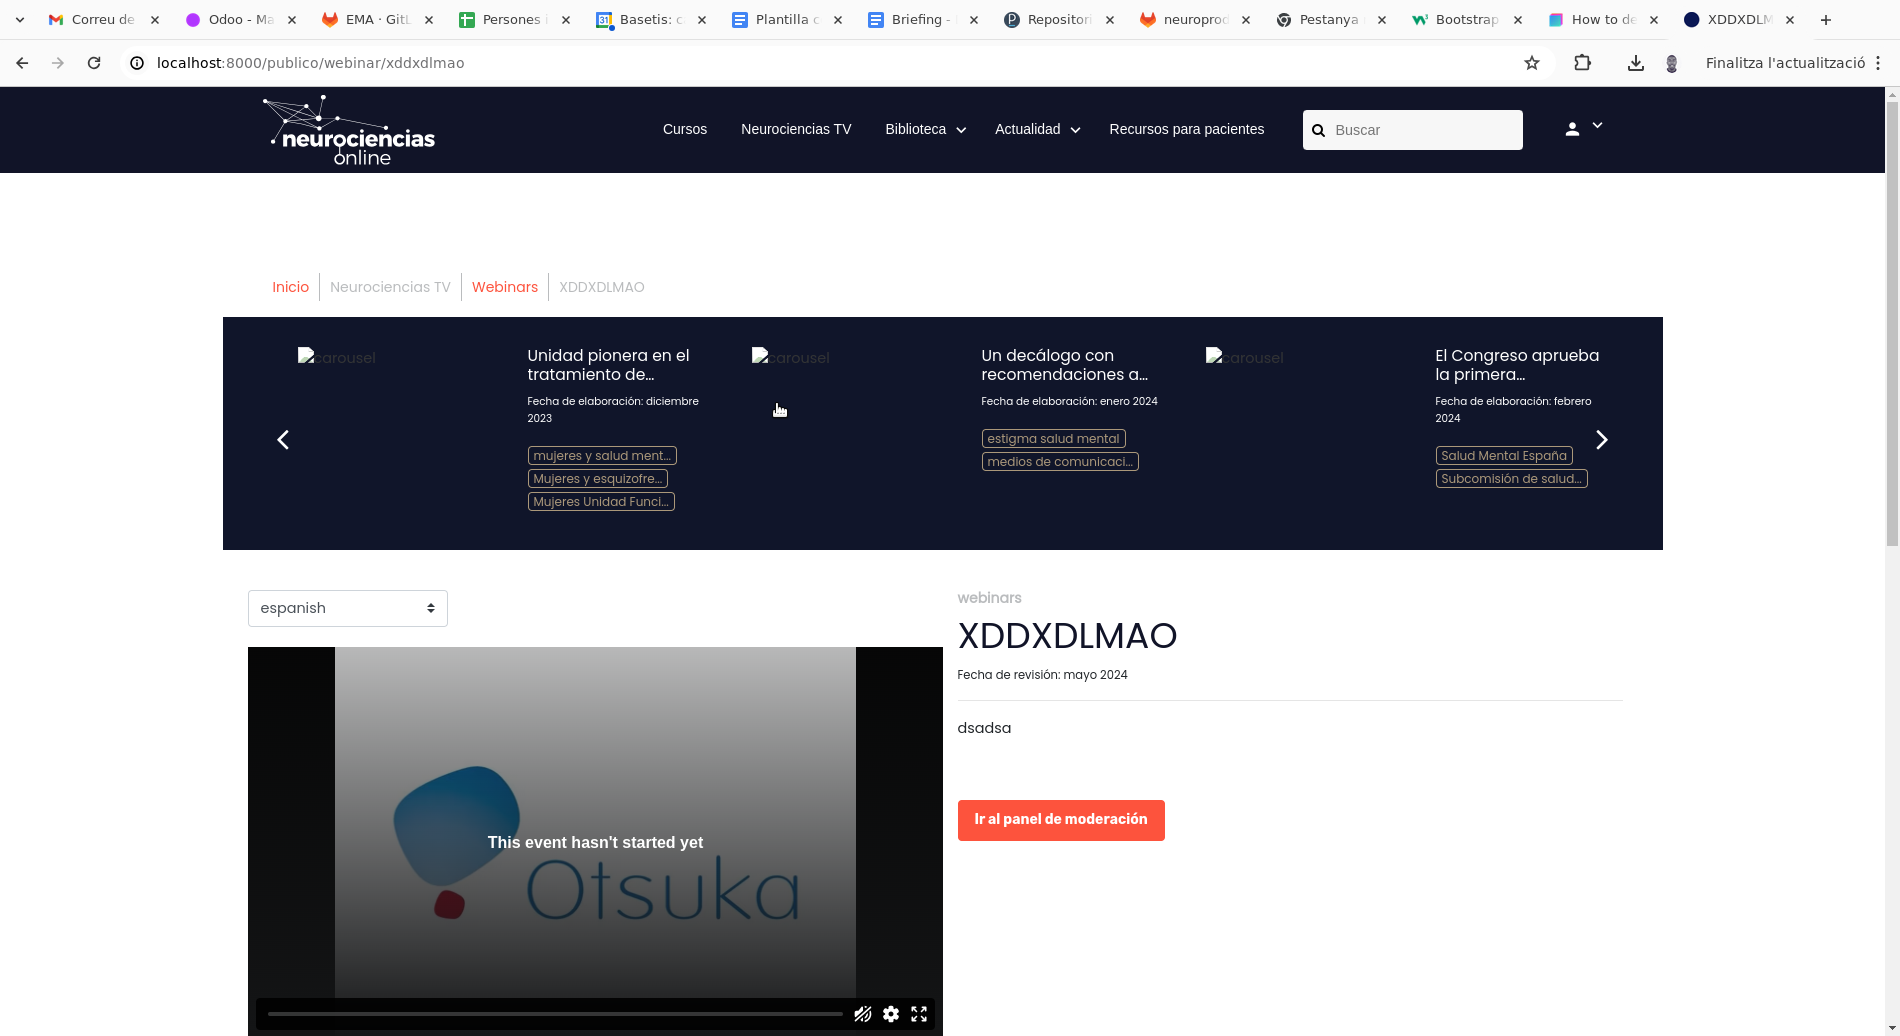 Correu de
Odoo - Ma
EMA · GitL
Persones i
Basetis: c
Plantilla c
Briefing -
Repositori
neuroprod
Pestanya
Bootstrap
How to de
XDDXDLM
localhost:8000/publico/webinar/xddxdlmao
Finalitza l'actualització
neurociencias
online
Cursos
Neurociencias TV
Biblioteca
Actualidad
Recursos para pacientes
Buscar
Inicio
Neurociencias TV
Webinars
XDDXDLMAO
carousel
Unidad pionera en el
tratamiento de...
Fecha de elaboración: diciembre
2023
mujeres y salud ment...
Mujeres y esquizofre...
Mujeres Unidad Funci...
carousel
Un decálogo con
recomendaciones a...
Fecha de elaboración: enero 2024
estigma salud mental
medios de comunicaci...
carousel
El Congreso aprueba
la primera...
Fecha de elaboración: febrero
2024
Salud Mental España
Subcomisión de salud...
espanish
This event hasn't started yet
Otsuka
webinars
XDDXDLMAO
Fecha de revisión: mayo 2024
dsadsa
Ir al panel de moderación